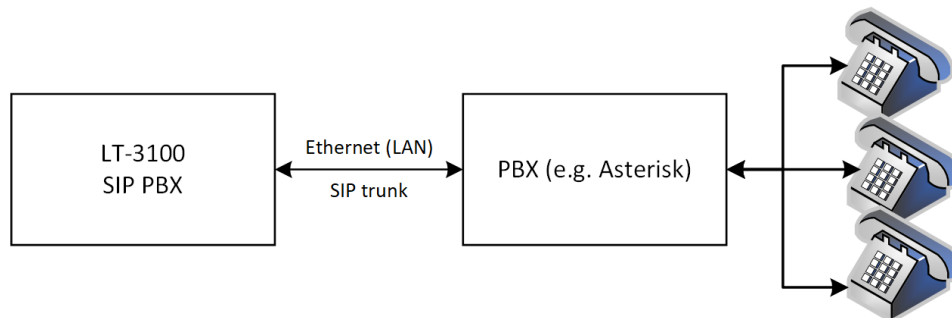 LT-3100
SIP PBX
Ethernet (LAN)
SIP trunk
PBX (e.g. Asterisk)